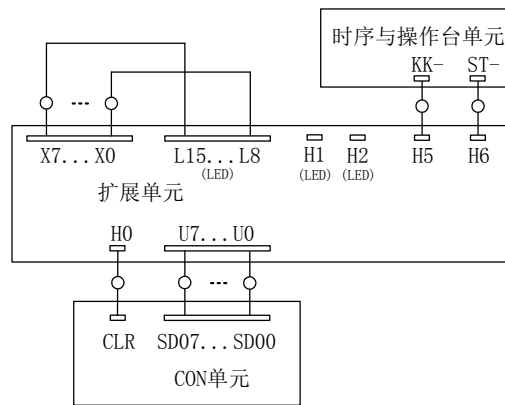 时序与操作台单元
KK- ST-
X7...X0 L15...L8 H1 H2 H5 H6
(LED) (LED) (LED)
扩展单元
H0 U7...U0
CLR SD07...SD00
CON单元